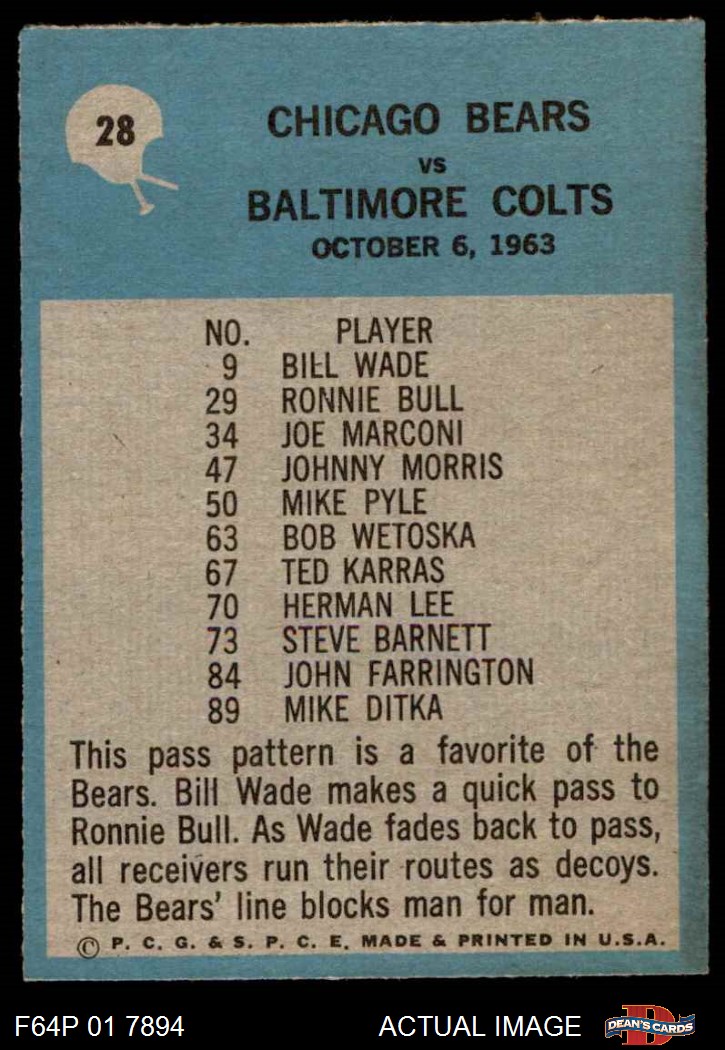 28
CHICAGO BEARS
VS
BALTIMORE COLTS
OCTOBER 6, 1963
NO. PLAYER
9 BILL WADE
29 RONNIE BULL
34 JOE MARCONI
47 JOHNNY MORRIS
50 MIKE PYLE
63 BOB WETOSKA
67 TED KARRAS
70 HERMAN LEE
73 STEVE BARNETT
84 JOHN FARRINGTON
89 MIKE DITKA
This pass pattern is a favorite of the
Bears. Bill Wade makes a quick pass to
Ronnie Bull. As Wade fades back to pass,
all receivers run their routes as decoys.
The Bears' line blocks man for man.
© P. C. G. & S. P. C. E. MADE & PRINTED IN U.S.A.
F64P 01 7894 ACTUAL IMAGE
D
DEAN'S CARDS